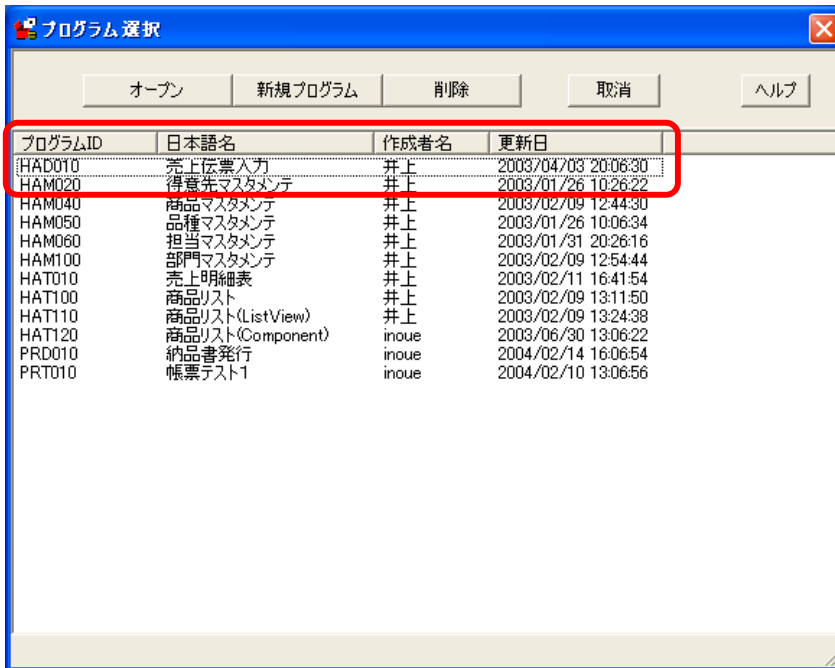 プログラム選択
オープン 新規プログラム 削除 取消 ヘルプ
プログラムID 日本語名 作成者名 更新日
HAD010 売上伝票入力 井上 2003/04/03 20:06:30
HAM020 得意先マスタメンテ 井上 2003/01/26 10:26:22
HAM040 商品マスタメンテ 井上 2003/02/09 12:44:30
HAM050 品種マスタメンテ 井上 2003/01/26 10:06:34
HAM060 担当マスタメンテ 井上 2003/01/31 20:26:16
HAM100 部門マスタメンテ 井上 2003/02/09 12:54:44
HAT010 売上明細表 井上 2003/02/11 16:41:54
HAT100 商品リスト 井上 2003/02/09 13:11:50
HAT110 商品リスト(ListView) 井上 2003/02/09 13:24:38
HAT120 商品リスト(Component) inoue 2003/06/30 13:06:22
PRD010 納品書発行 inoue 2004/02/14 16:06:54
PRT010 帳票テスト1 inoue 2004/02/10 13:06:56